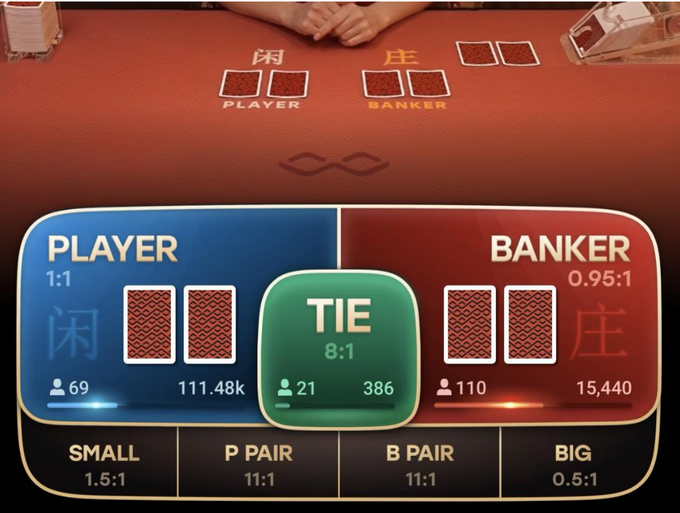 闲 庄
PLAYER BANKER
PLAYER BANKER
1:1 0.95:1
TIE
闲 8:1 庄
69 111.48k 21 386 110 15,440
SMALL P PAIR B PAIR BIG
1.5:1 11:1 11:1 0.5:1